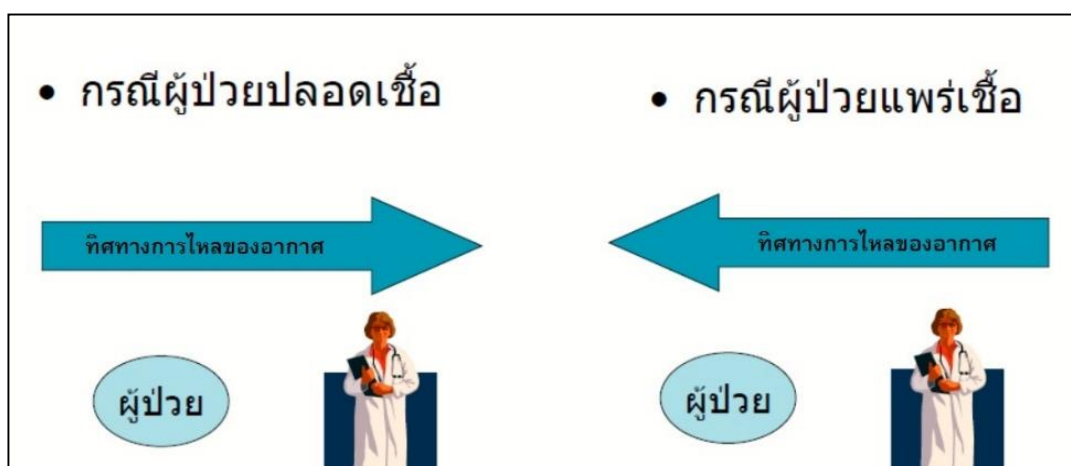 • กรณีผู้ป่วยปลอดเชื้อ
• กรณีผู้ป่วยแพร่เชื้อ
ทิศทางการไหลของอากาศ
ทิศทางการไหลของอากาศ
ผู้ป่วย
ผู้ป่วย